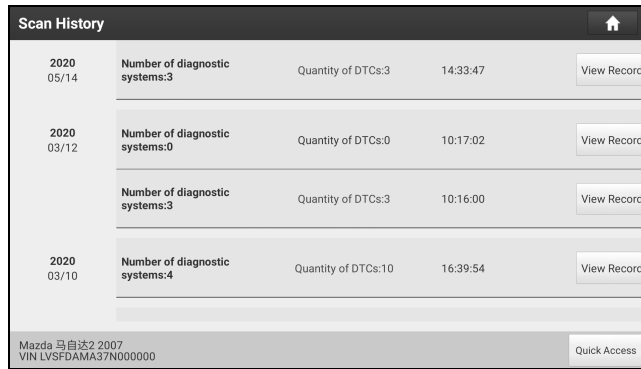 Scan History
2020
05/14
Number of diagnostic
systems:3
Quantity of DTCs:3
14:33:47
View Record
2020
03/12
Number of diagnostic
systems:0
Quantity of DTCs:0
10:17:02
View Record
Number of diagnostic
systems:3
Quantity of DTCs:3
10:16:00
View Record
2020
03/10
Number of diagnostic
systems:4
Quantity of DTCs:10
16:39:54
View Record
Mazda 马自达2 2007
VIN LVSFDAMA37N000000
Quick Access